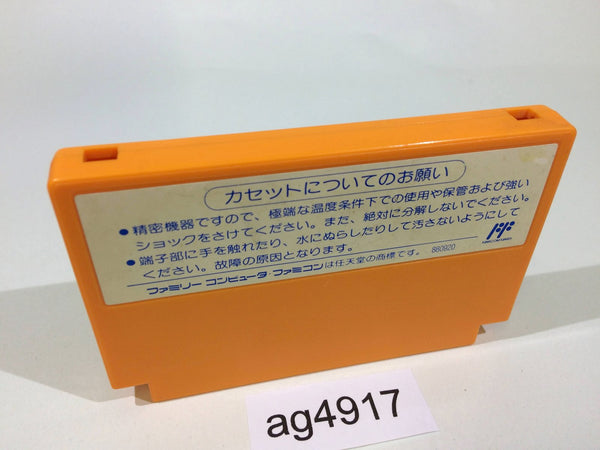 カセットについてのお願い
●精密機器ですので、極端な温度条件下での使用や保管および強い
ショックをさけてください。また、絶対に分解しないでください。
●端子部に手を触れたり、水にぬらしたりして汚さないようにして
ください。故障の原因となります。 860920
ファミリーコンピュータ・ファミコンは任天堂の商標です。
ag4917